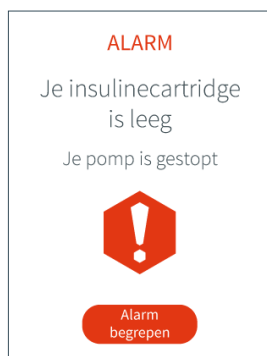 ALARM
Je insulinecartridge
is leeg
Je pomp is gestopt
Alarm
begrepen